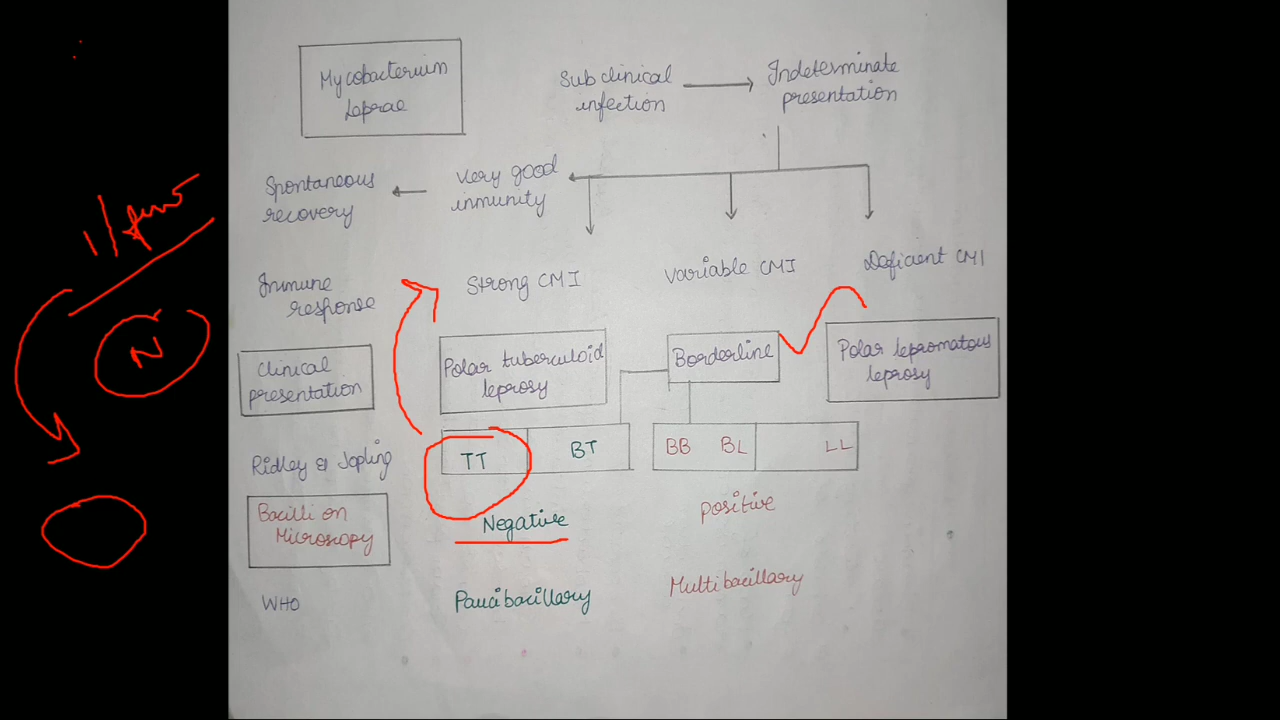 Mycobacterium
Leprae
Subclinical
infection
Indeterminate
presentation
Spontaneous
recovery
very good
immunity
Immune
response
Strong CMI
Variable CMI
Deficient CMI
Clinical
presentation
Polar tuberculoid
leprosy
Borderline
Polar lepromatous
leprosy
Ridley & Jopling
TT
BT
BB
BL
LL
Bacilli on
Microscopy
Negative
positive
WHO
Paucibacillary
Multibacillary
N